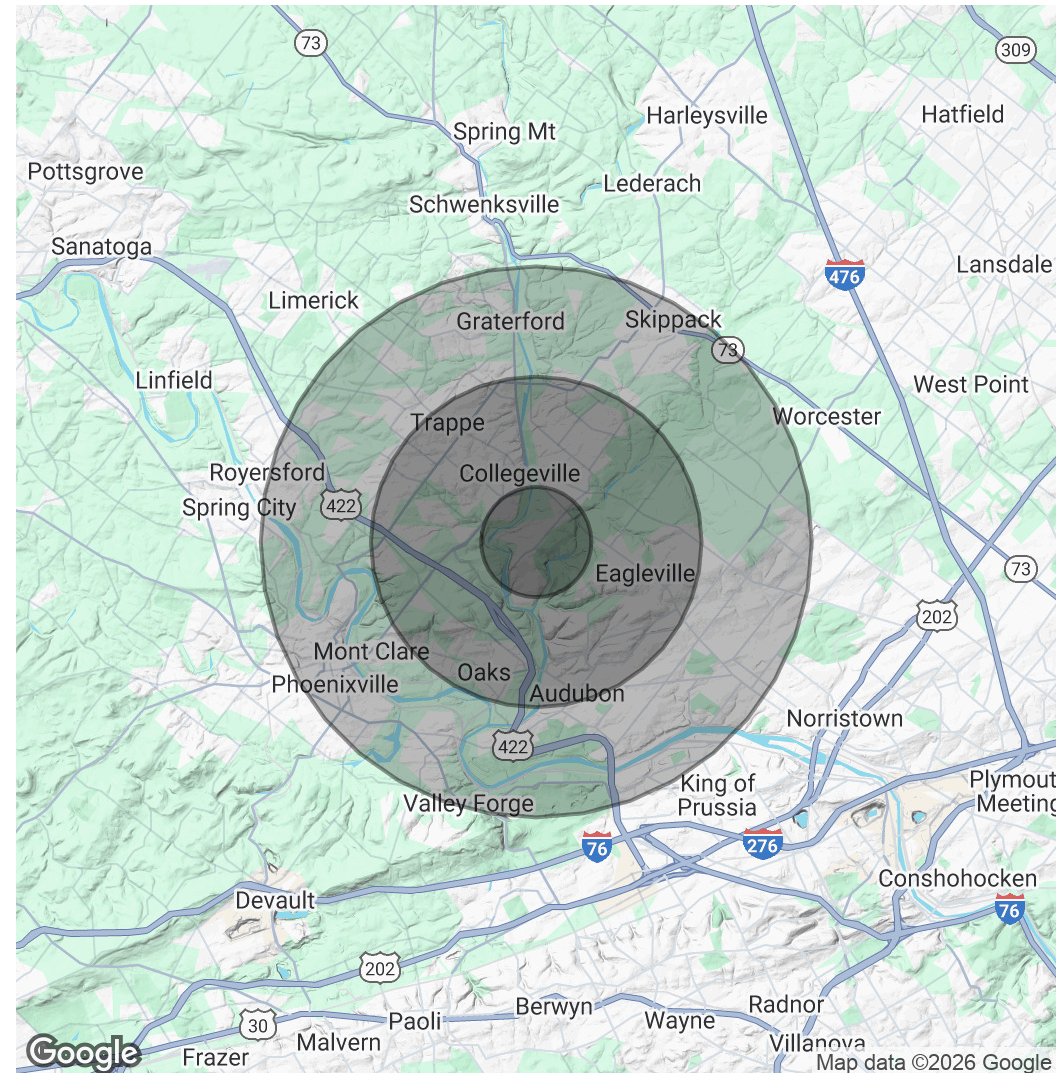 73
309
Harleysville
Hatfield
Spring Mt
Pottsgrove
Lederach
Schwenksville
Sanatoga
Lansdale
476
Limerick
Graterford
Skippack
73
Linfield
West Point
Trappe
Worcester
Royersford
Collegeville
Spring City
422
Eagleville
73
202
Mont Clare
Oaks
Phoenixville
Audubon
Norristown
422
King of
Prussia
Plymout
Meeting
Valley Forge
76
276
Conshohocken
Devault
76
202
Berwyn
Radnor
30
Paoli
Wayne
Malvern
Villanova
Google
Frazer
Map data ©2026 Google